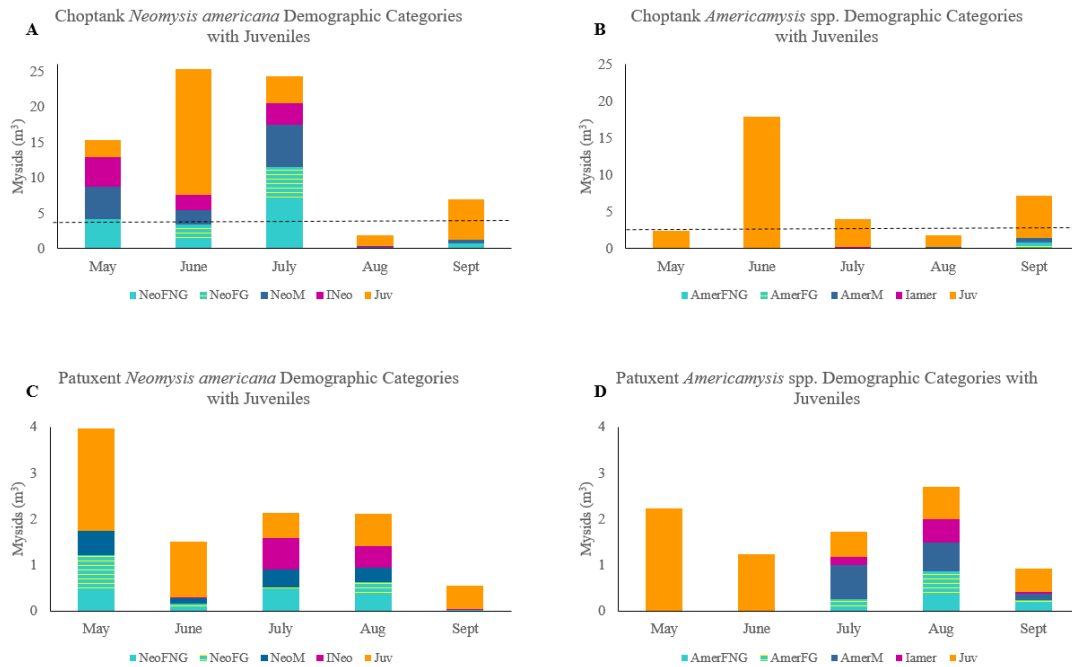 A
Choptank Neomysis americana Demographic Categories
with Juveniles
Mysids (m³)
25
20
15
10
5
0
May June July Aug Sept
NeoFNG NeoFG NeoM INeo Juv
B
Choptank Americamysis spp. Demographic Categories
with Juveniles
Mysids (m³)
25
20
15
10
5
0
May June July Aug Sept
AmerFNG AmerFG AmerM Iamer Juv
C
Patuxent Neomysis americana Demographic Categories
with Juveniles
Mysids (m³)
4
3
2
1
0
May June July Aug Sept
NeoFNG NeoFG NeoM INeo Juv
D
Patuxent Americamysis spp. Demographic Categories with
Juveniles
Mysids (m³)
4
3
2
1
0
May June July Aug Sept
AmerFNG AmerFG AmerM Iamer Juv